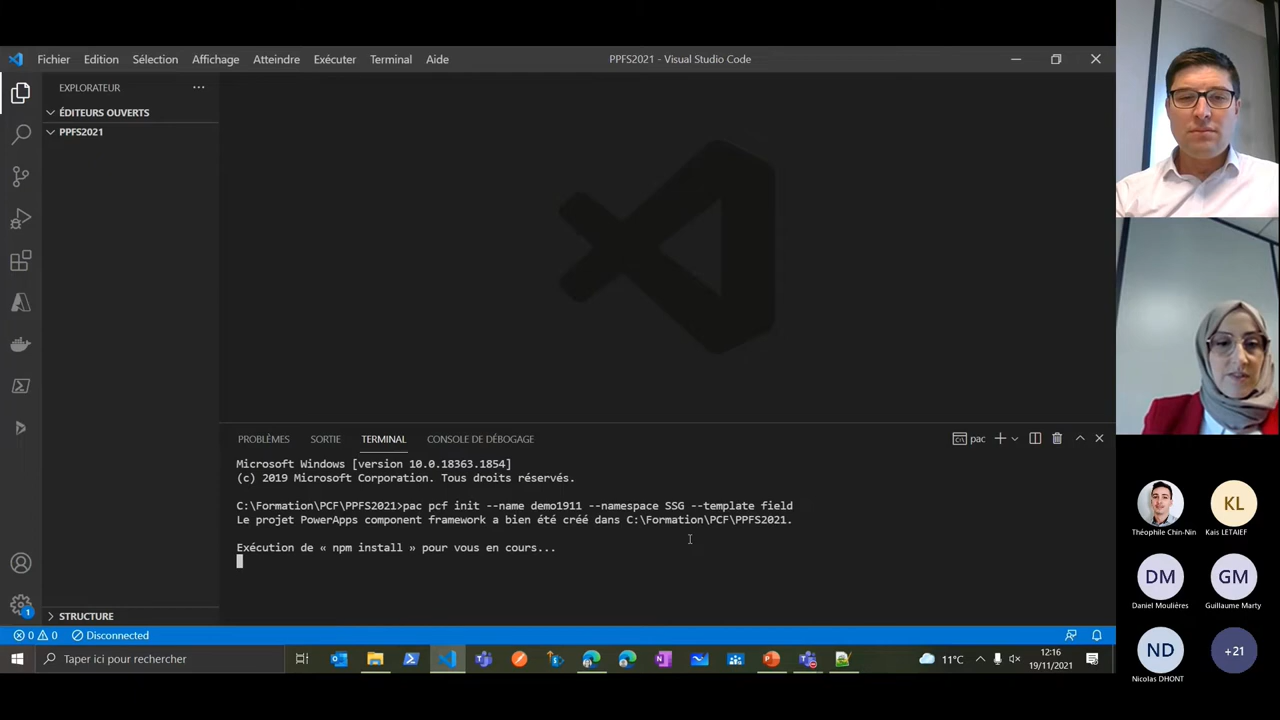 Fichier Edition Sélection Affichage Atteindre Exécuter Terminal Aide
PPFS2021 - Visual Studio Code
EXPLORATEUR
ÉDITEURS OUVERTS
PPFS2021
PROBLÈMES SORTIE TERMINAL CONSOLE DE DÉBOGAGE
pac
Microsoft Windows [version 10.0.18363.1854]
(c) 2019 Microsoft Corporation. Tous droits réservés.
C:\Formation\PCF\PPFS2021>pac pcf init --name demo1911 --namespace SSG --template field
Le projet PowerApps component framework a bien été créé dans C:\Formation\PCF\PPFS2021.
Exécution de « npm install » pour vous en cours...
STRUCTURE
1
0 0 Disconnected
Taper ici pour rechercher
11°C
12:16
19/11/2021
Théophile Chin-Nin
KL
Kais LETAIEF
DM
Daniel Moulières
GM
Guillaume Marty
ND
Nicolas DHONT
+21